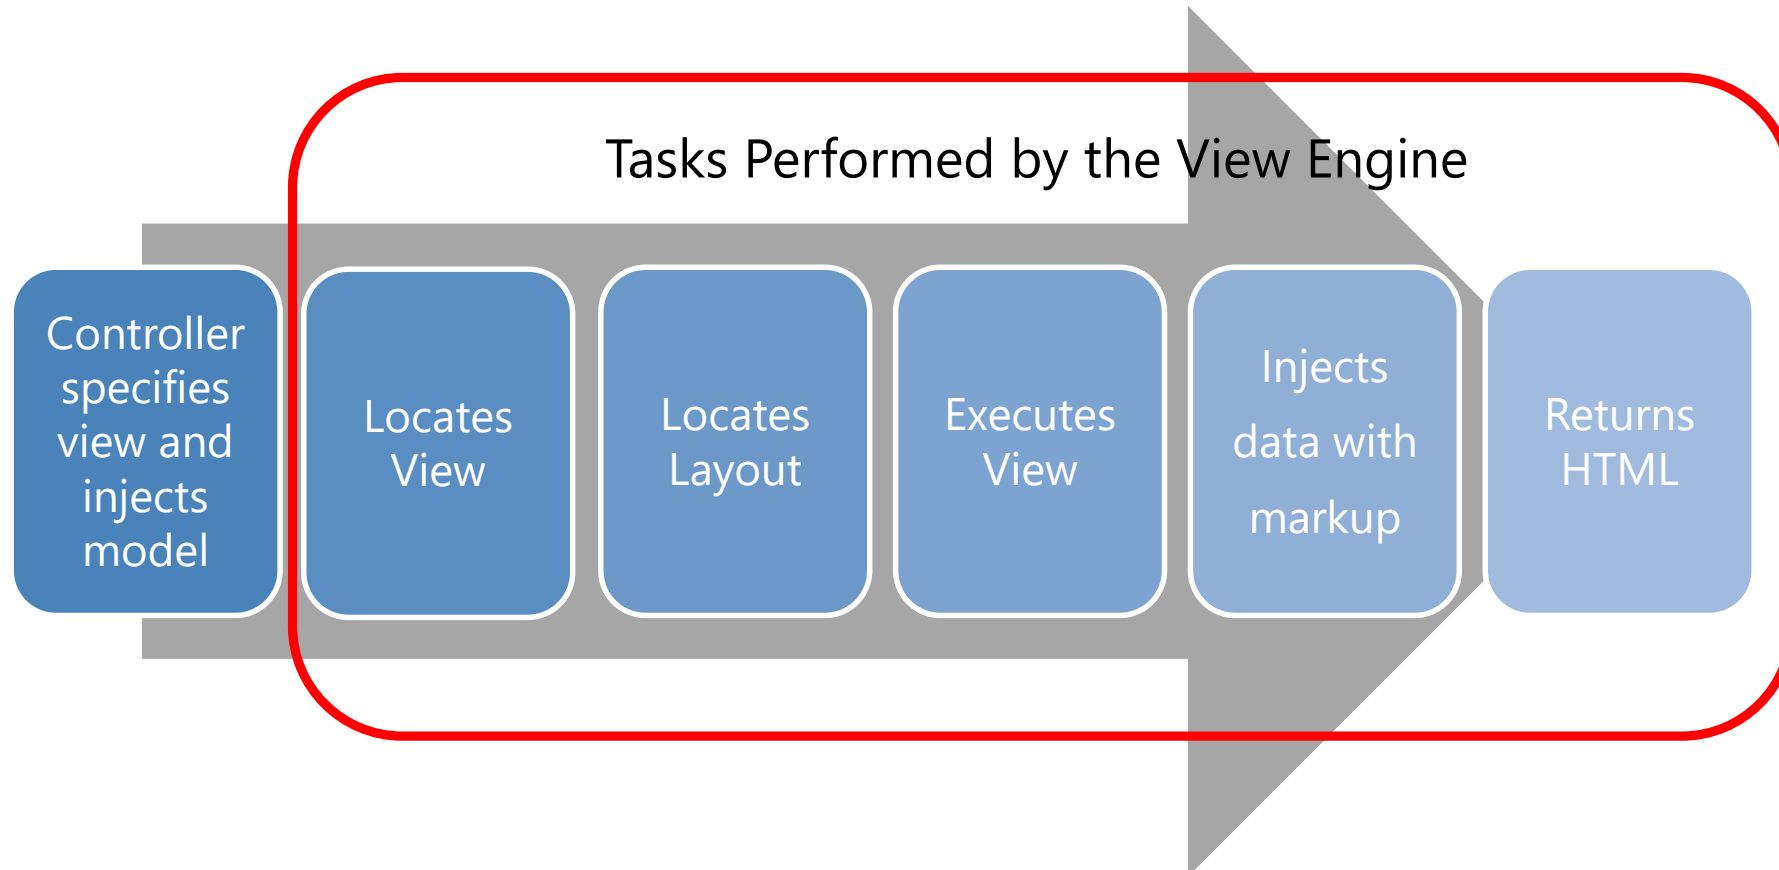 Tasks Performed by the View Engine
Controller
specifies
view and
injects
model
Locates
View
Locates
Layout
Executes
View
Injects
data with
markup
Returns
HTML